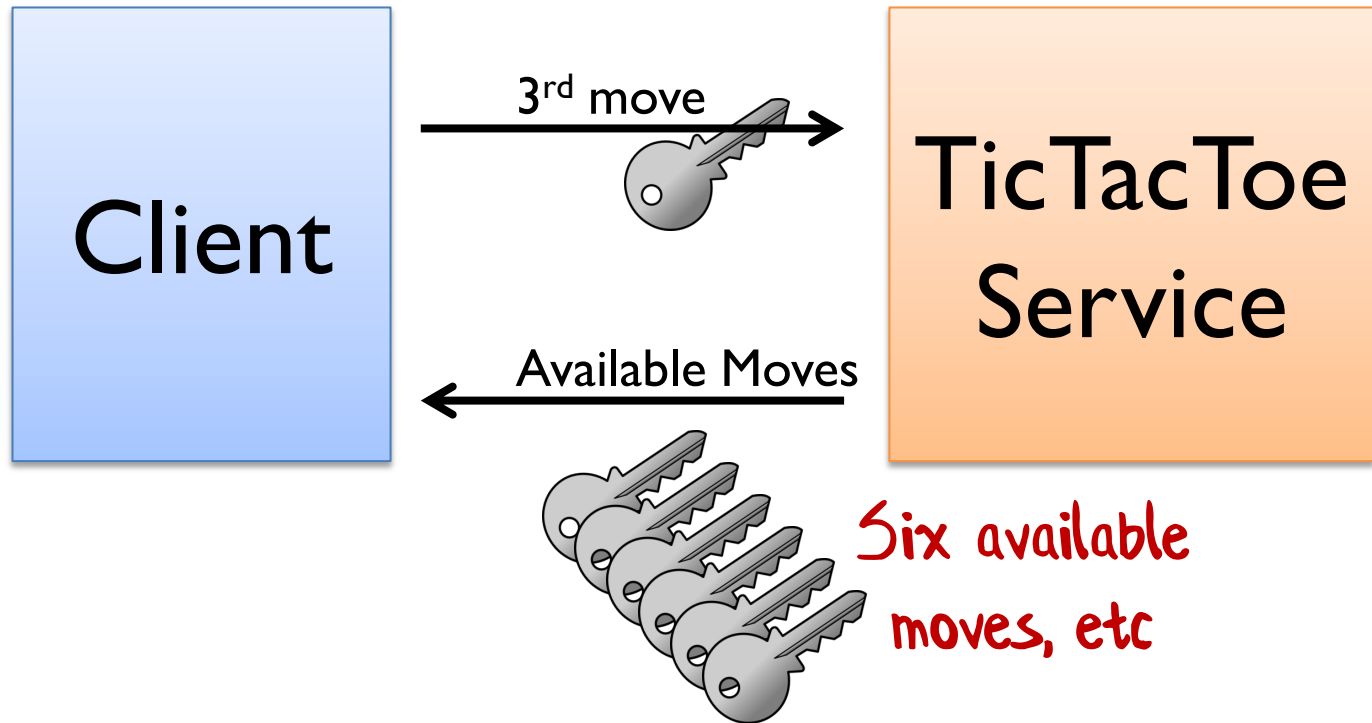 Client
3rd move
TicTacToe
Service
Available Moves
Six available
moves, etc